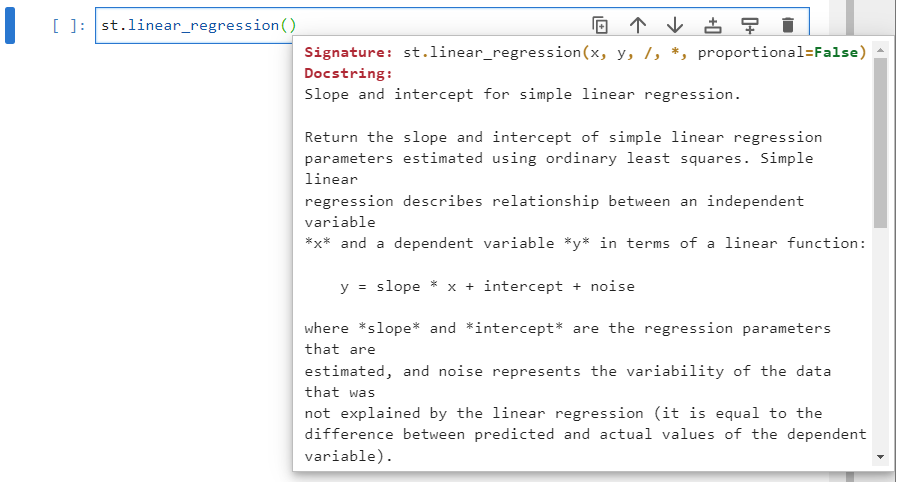 [ ]: st.linear_regression()
Signature: st.linear_regression(x, y, /, *, proportional=False)
Docstring:
Slope and intercept for simple linear regression.
Return the slope and intercept of simple linear regression
parameters estimated using ordinary least squares. Simple
linear
regression describes relationship between an independent
variable
*x* and a dependent variable *y* in terms of a linear function:
y = slope * x + intercept + noise
where *slope* and *intercept* are the regression parameters
that are
estimated, and noise represents the variability of the data
that was
not explained by the linear regression (it is equal to the
difference between predicted and actual values of the dependent
variable).